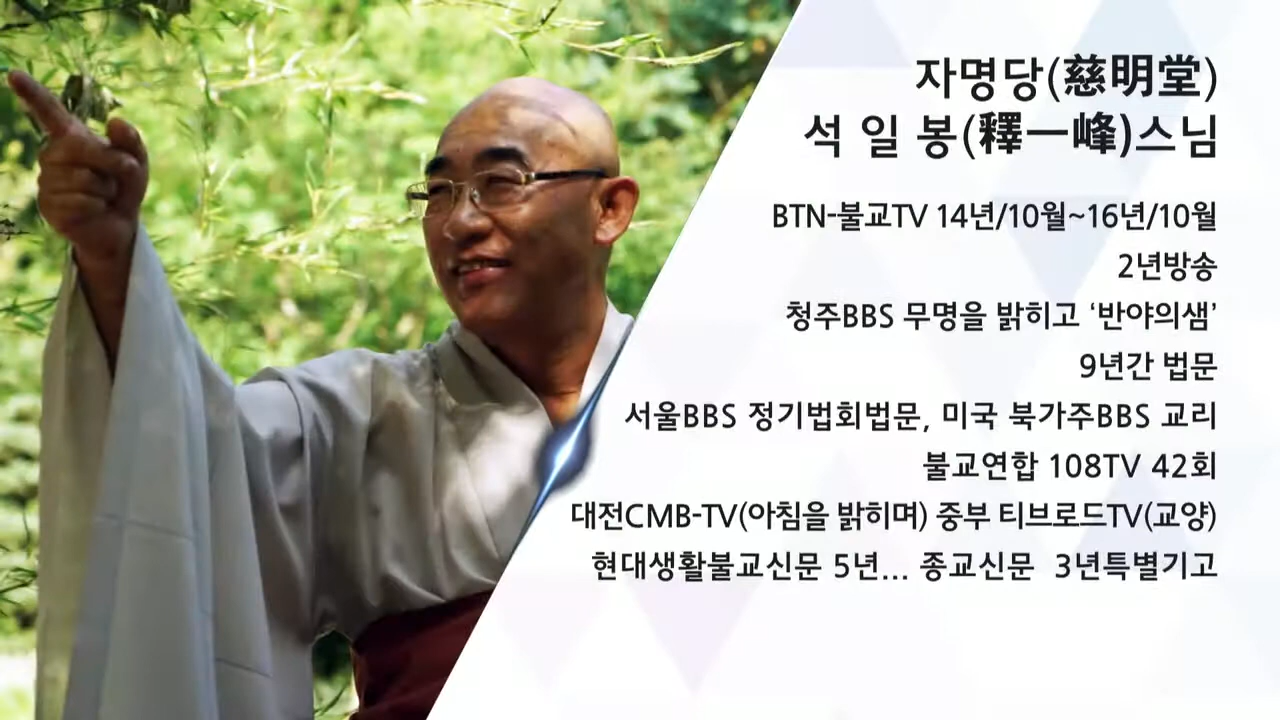 자명당(慈明堂)
석 일 봉(釋一峰)스님
BTN-불교TV 14년/10월~16년/10월
2년방송
청주BBS 무명을 밝히고 ‘반야의샘’
9년간 법문
서울BBS 정기법회법문, 미국 북가주BBS 교리
불교연합 108TV 42회
대전CMB-TV(아침을 밝히며) 중부 티브로드TV(교양)
현대생활불교신문 5년... 종교신문 3년특별기고